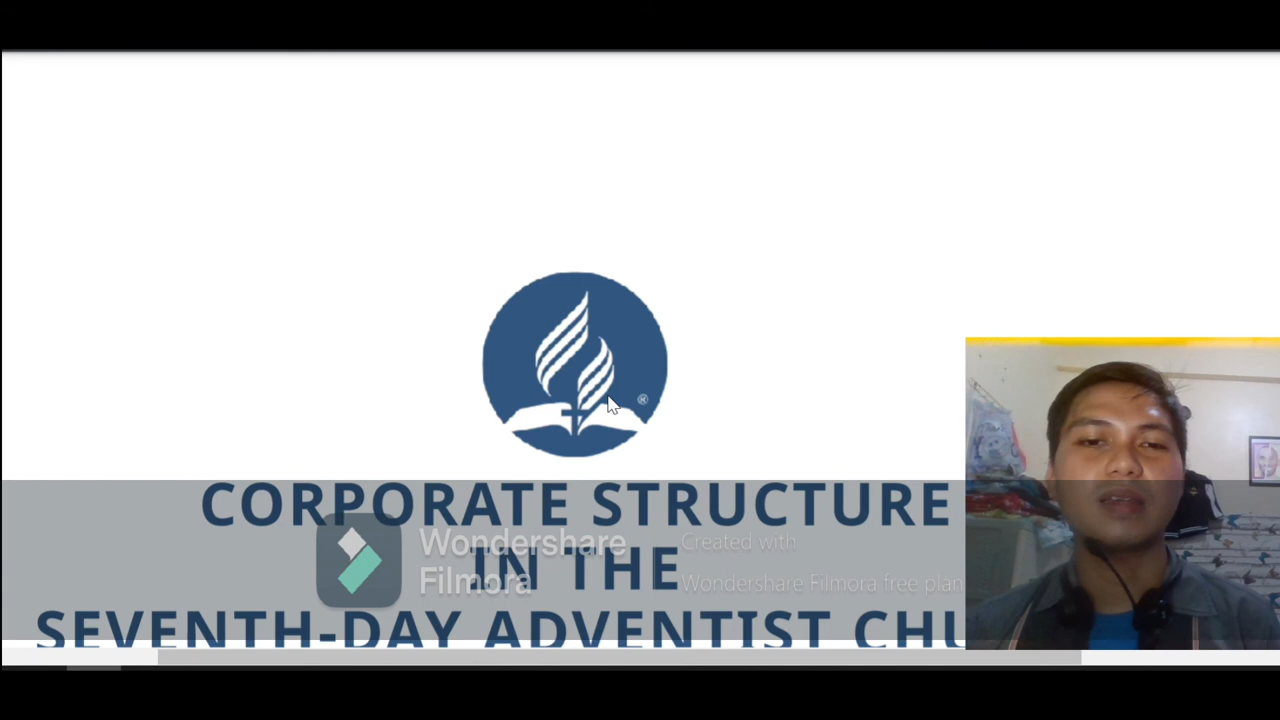 ®
CORPORATE STRUCTURE
IN THE
SEVENTH-DAY ADVENTIST CHU
Wondershare
Filmora
Created with
Wondershare Filmora free plan